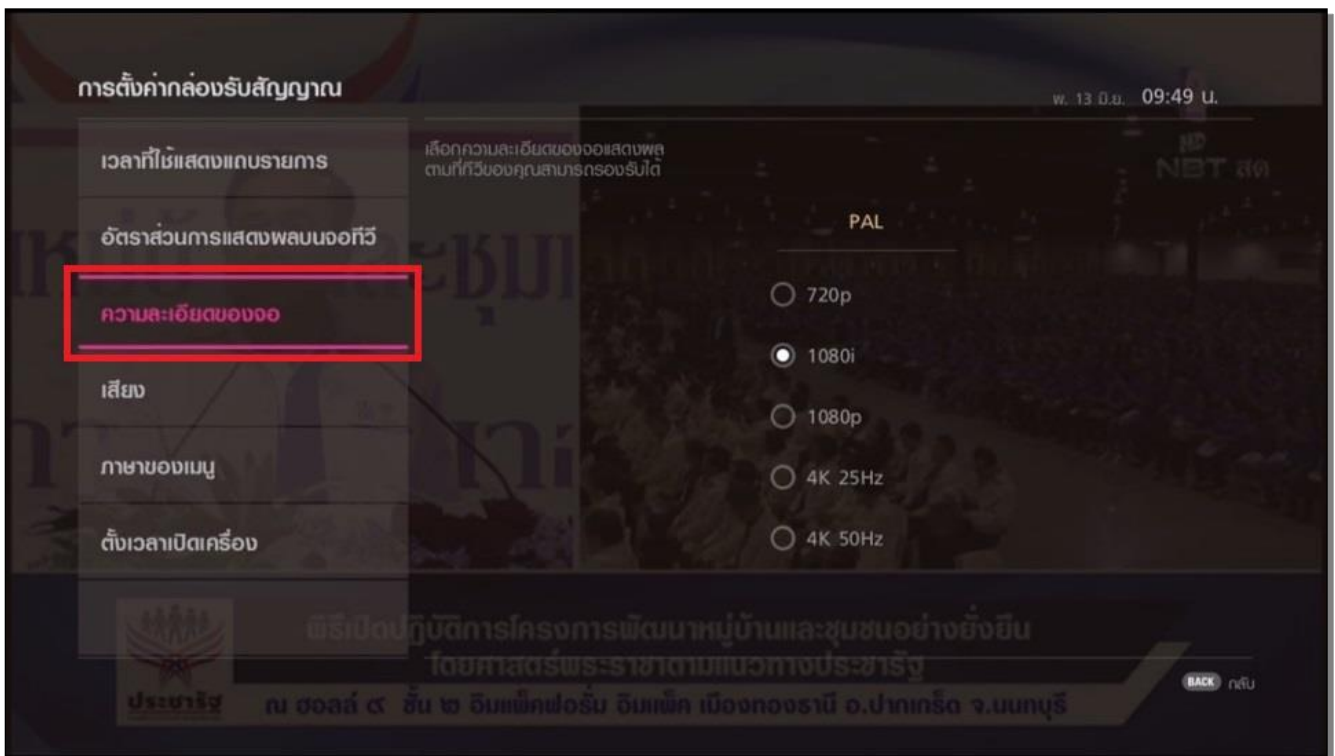 การตั้งค่ากล่องรับสัญญาณ
พ. 13 มิ.ย. 09:49 น.
เวลาที่ใช้แสดงแถบรายการ
อัตราส่วนการแสดงผลบนจอทีวี
ความละเอียดของจอ
เสียง
ภาษาของเมนู
ตั้งเวลาเปิดเครื่อง
เลือกความละเอียดของจอแสดงผล
ตามที่ทีวีของคุณสามารถรองรับได้
PAL
720p
1080i
1080p
4K 25Hz
4K 50Hz
HD
NBT สด
พิธีเปิดปฏิบัติการโครงการพัฒนาหมู่บ้านและชุมชนอย่างยั่งยืน
โดยศาสตร์พระราชาตามแนวทางประชารัฐ
ประชารัฐ
ณ ฮอลล์ ๙ ชั้น ๒ อิมแพ็คฟอรั่ม อิมแพ็ค เมืองทองธานี อ.ปากเกร็ด จ.นนทบุรี
BACK กลับ